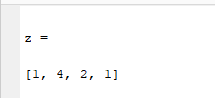 z =
[1, 4, 2, 1]